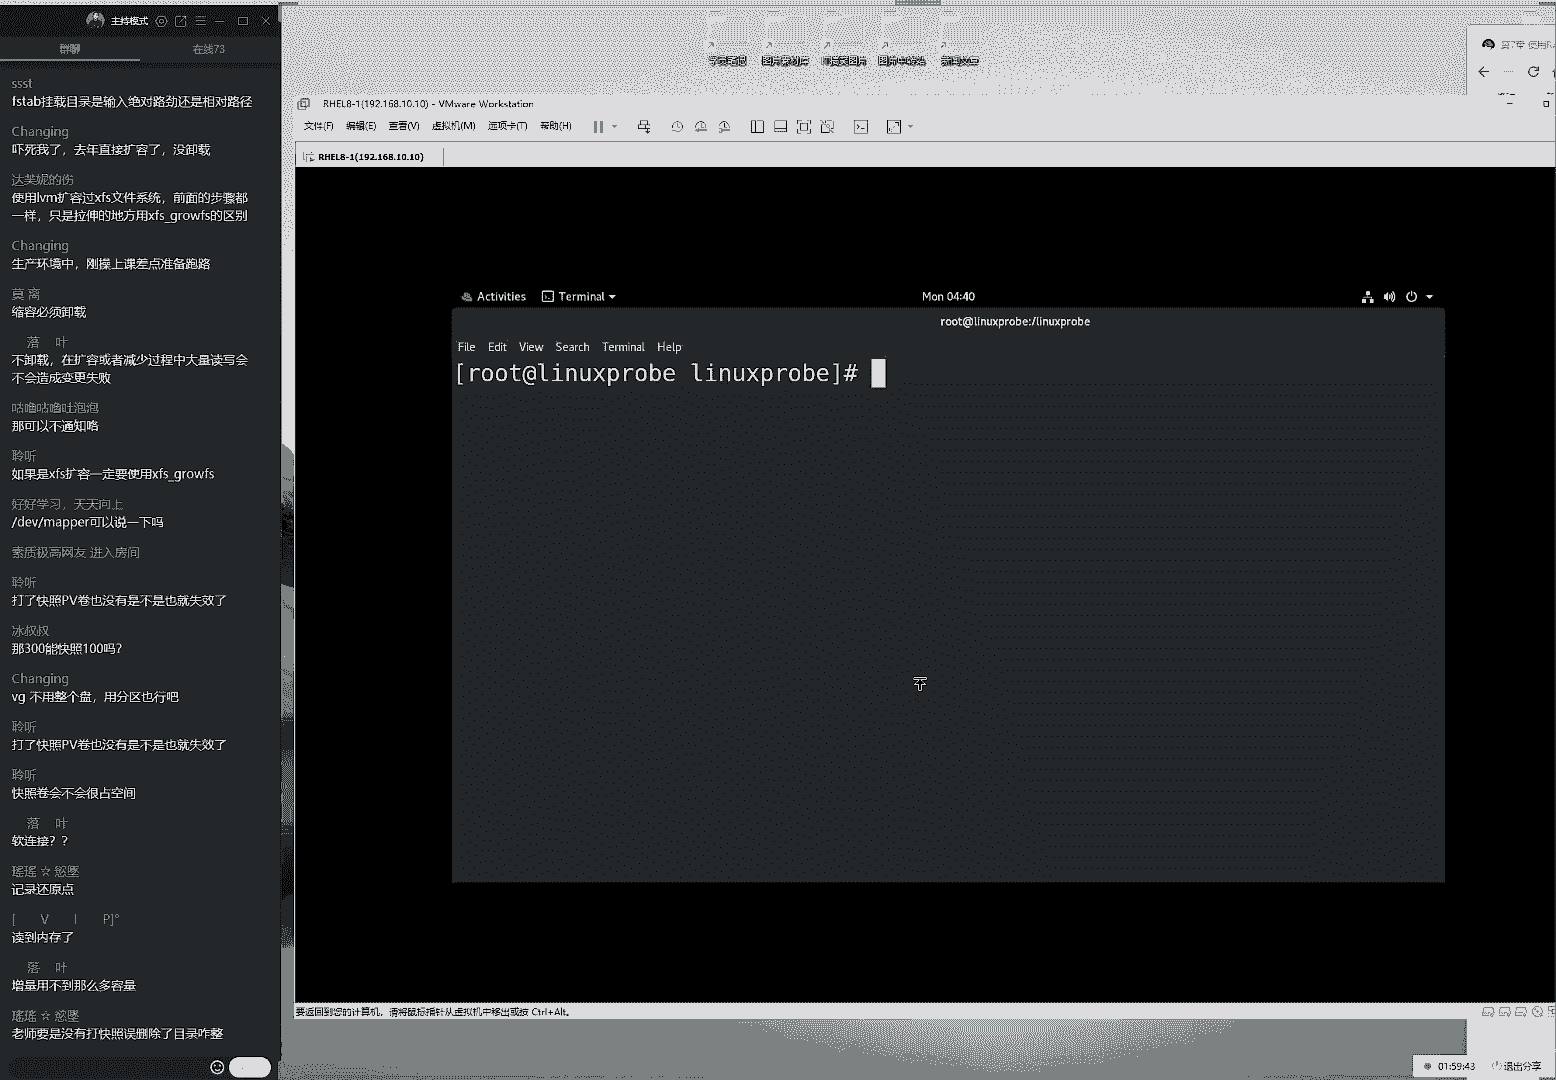 主持模式
群聊
在线73
ssst
fstab挂载目录是输入绝对路劲还是相对路径
Changing
吓死我了，去年直接扩容了，没卸载
达芙妮的伤
使用lvm扩容过xfs文件系统，前面的步骤都
一样，只是拉伸的地方用xfs_growfs的区别
Changing
生产环境中，刚操上课差点准备跑路
莫 离
缩容必须卸载
落 叶
不卸载，在扩容或者减少过程中大量读写会
不会造成变更失败
咕噜咕噜吐泡泡
那可以不通知咯
聆听
如果是xfs扩容一定要使用xfs_growfs
好好学习，天天向上
/dev/mapper可以说一下吗
素质极高网友 进入房间
聆听
打了快照PV卷也没有是不是也就失效了
冰叔叔
那300能快照100吗？
Changing
vg 不用整个盘，用分区也行吧
聆听
打了快照PV卷也没有是不是也就失效了
聆听
快照卷会不会很占空间
落 叶
软连接？？
瑤瑤 ☆ 慾墜
记录还原点
[ V I P]°
读到内存了
落 叶
增量用不到那么多容量
瑤瑤 ☆ 慾墜
老师要是没有打快照误删除了目录咋整
RHEL8-1(192.168.10.10) - VMware Workstation
文件(F) 编辑(E) 查看(V) 虚拟机(M) 选项卡(T) 帮助(H)
RHEL8-1(192.168.10.10)
Activities Terminal Mon 04:40
root@linuxprobe:/linuxprobe
File Edit View Search Terminal Help
[root@linuxprobe linuxprobe]#
要返回到您的计算机，请将鼠标指针从虚拟机中移出或按 Ctrl+Alt。
01:59:43 退出分享